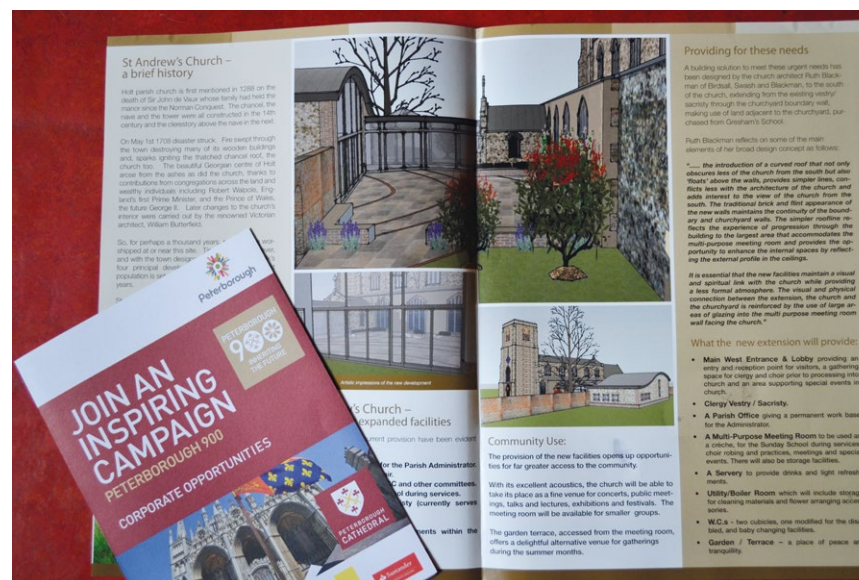 St Andrew's Church –
a brief history
Holt parish church is first mentioned in 1286 on the
death of Sir John de Vaux whose family had held the
manor since the Norman Conquest. The chancel, the
nave and the tower were all constructed in the 14th
century and the clerestory above the nave in the next.
On May 1st 1708 disaster struck. Fire swept through
the town destroying many of its wooden buildings
and, sparks igniting the thatched chancel roof, the
church too. The beautiful Georgian centre of Holt
arose from the ashes as did the church, thanks to
contributions from congregations across the land and
wealthy individuals including Robert Walpole, Eng-
land's first Prime Minister, and the Prince of Wales,
the future George II. Later changes to the church's
interior were carried out by the renowned Victorian
architect, William Butterfield.
So, for perhaps a thousand years,
shipped at or near this site.
and with the town
four principal
population is
years.
Artists impressions of the new development
's Church –
expanded facilities
current provision have been evident
for the Parish Administrator.
C and other committees.
during services.
(currently serves
within the
Community Use:
The provision of the new facilities opens up opportuni-
ties for far greater access to the community.
With its excellent acoustics, the church will be able to
take its place as a fine venue for concerts, public meet-
ings, talks and lectures, exhibitions and festivals. The
meeting room will be available for smaller groups.
The garden terrace, accessed from the meeting room,
offers a delightful alternative venue for gatherings
during the summer months.
Providing for these needs
A building solution to meet these urgent needs has
been designed by the church architect Ruth Black-
man of Birdsall, Swash and Blackman, to the south
of the church, extending from the existing vestry/
sacristy through the churchyard boundary wall,
making use of land adjacent to the churchyard, pur-
chased from Gresham's School.
Ruth Blackman reflects on some of the main
elements of her broad design concept as follows:
"..... the introduction of a curved roof that not only
obscures less of the church from the south but also
'floats' above the walls, provides simpler lines, con-
flicts less with the architecture of the church and
adds interest to the view of the church from the
south. The traditional brick and flint appearance of
the new walls maintains the continuity of the bound-
ary and churchyard walls. The simpler roofline re-
flects the experience of progression through the
building to the largest area that accommodates the
multi-purpose meeting room and provides the op-
portunity to enhance the internal spaces by reflect-
ing the external profile in the ceilings.
It is essential that the new facilities maintain a visual
and spiritual link with the church while providing
a less formal atmosphere. The visual and physical
connection between the extension, the church and
the churchyard is reinforced by the use of large ar-
eas of glazing into the multi purpose meeting room
wall facing the church."
What the new extension will provide:
• Main West Entrance & Lobby providing an
entry and reception point for visitors, a gathering
space for clergy and choir prior to processing into
church and an area supporting special events in
church.
• Clergy Vestry / Sacristy.
• A Parish Office giving a permanent work base
for the Administrator.
• A Multi-Purpose Meeting Room to be used as
a crèche, for the Sunday School during services,
choir robing and practices, meetings and special
events. There will also be storage facilities.
• A Servery to provide drinks and light refresh-
ments.
• Utility/Boiler Room which will include storage
for cleaning materials and flower arranging acces-
sories.
• W.C.s - two cubicles, one modified for the disa-
bled, and baby changing facilities.
• Garden / Terrace – a place of peace and
tranquility.
Peterborough
PETERBOROUGH
900
INHERITING
THE FUTURE
JOIN AN
INSPIRING
CAMPAIGN
PETERBOROUGH 900
CORPORATE OPPORTUNITIES
PETERBOROUGH
CATHEDRAL
Santander